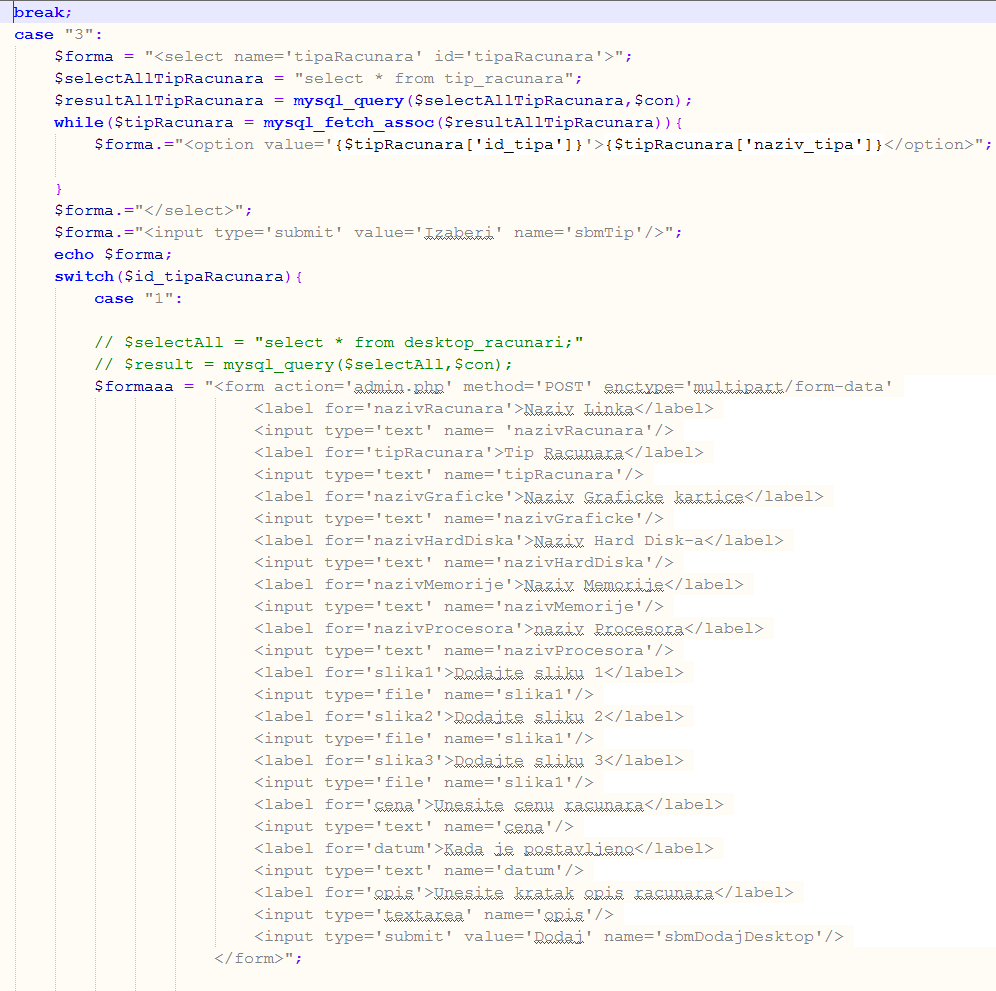 break;
case "3":
$forma = "<select name='tipaRacunara' id='tipaRacunara'>";
$selectAllTipRacunara = "select * from tip_racunara";
$resultAllTipRacunara = mysql_query($selectAllTipRacunara,$con);
while($tipRacunara = mysql_fetch_assoc($resultAllTipRacunara)){
$forma.="<option value='{$tipRacunara['id_tipa']}'>{$tipRacunara['naziv_tipa']}</option>";
}
$forma.="</select>";
$forma.="<input type='submit' value='Izaberi' name='sbmTip'/>";
echo $forma;
switch($id_tipaRacunara){
case "1":
// $selectAll = "select * from desktop_racunari;"
// $result = mysql_query($selectAll,$con);
$formaaa = "<form action='admin.php' method='POST' enctype='multipart/form-data'
<label for='nazivRacunara'>Naziv Linka</label>
<input type='text' name= 'nazivRacunara'/>
<label for='tipRacunara'>Tip Racunara</label>
<input type='text' name='tipRacunara'/>
<label for='nazivGraficke'>Naziv Graficke kartice</label>
<input type='text' name='nazivGraficke'/>
<label for='nazivHardDiska'>Naziv Hard Disk-a</label>
<input type='text' name='nazivHardDiska'/>
<label for='nazivMemorije'>Naziv Memorije</label>
<input type='text' name='nazivMemorije'/>
<label for='nazivProcesora'>naziv Procesora</label>
<input type='text' name='nazivProcesora'/>
<label for='slika1'>Dodajte sliku 1</label>
<input type='file' name='slika1'/>
<label for='slika2'>Dodajte sliku 2</label>
<input type='file' name='slika1'/>
<label for='slika3'>Dodajte sliku 3</label>
<input type='file' name='slika1'/>
<label for='cena'>Unesite cenu racunara</label>
<input type='text' name='cena'/>
<label for='datum'>Kada je postavljeno</label>
<input type='text' name='datum'/>
<label for='opis'>Unesite kratak opis racunara</label>
<input type='textarea' name='opis'/>
<input type='submit' value='Dodaj' name='sbmDodajDesktop'/>
</form>";